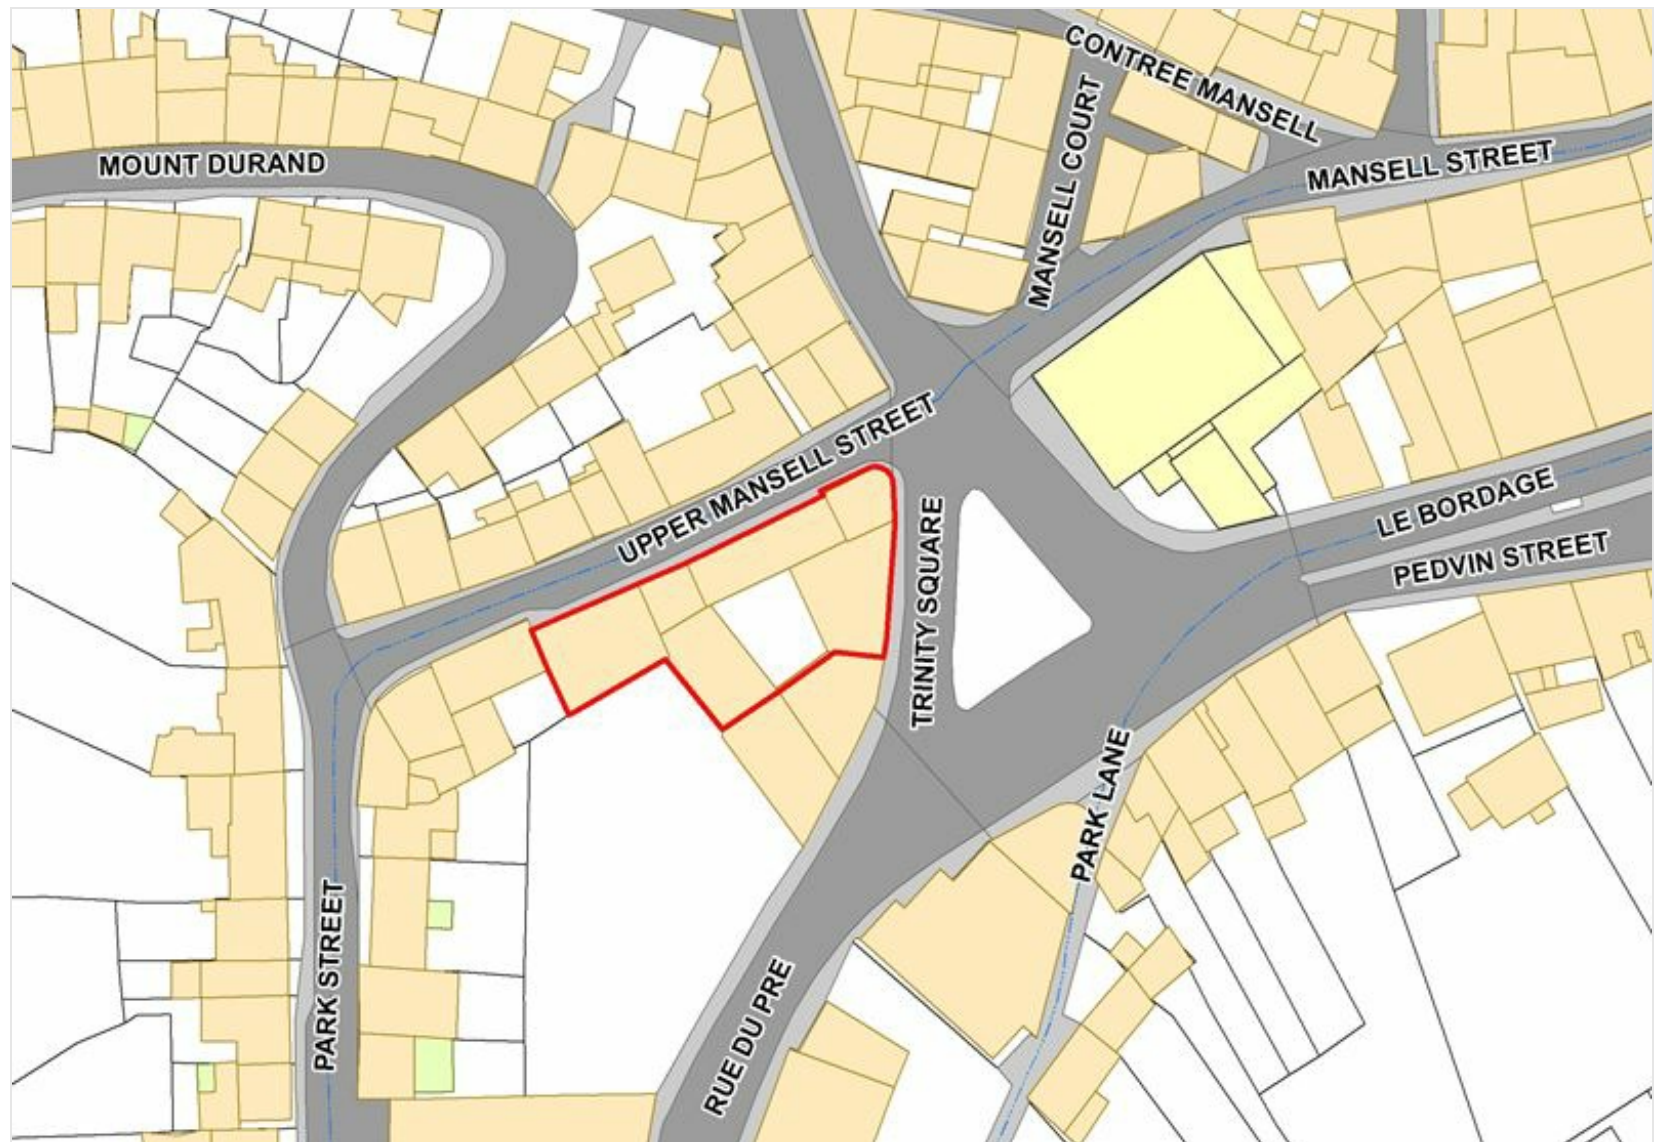 CONTREE MANSELL
MANSELL COURT
MANSELL STREET
MOUNT DURAND
UPPER MANSELL STREET
TRINITY SQUARE
LE BORDAGE
PEDVIN STREET
PARK LANE
PARK STREET
RUE DU PRE